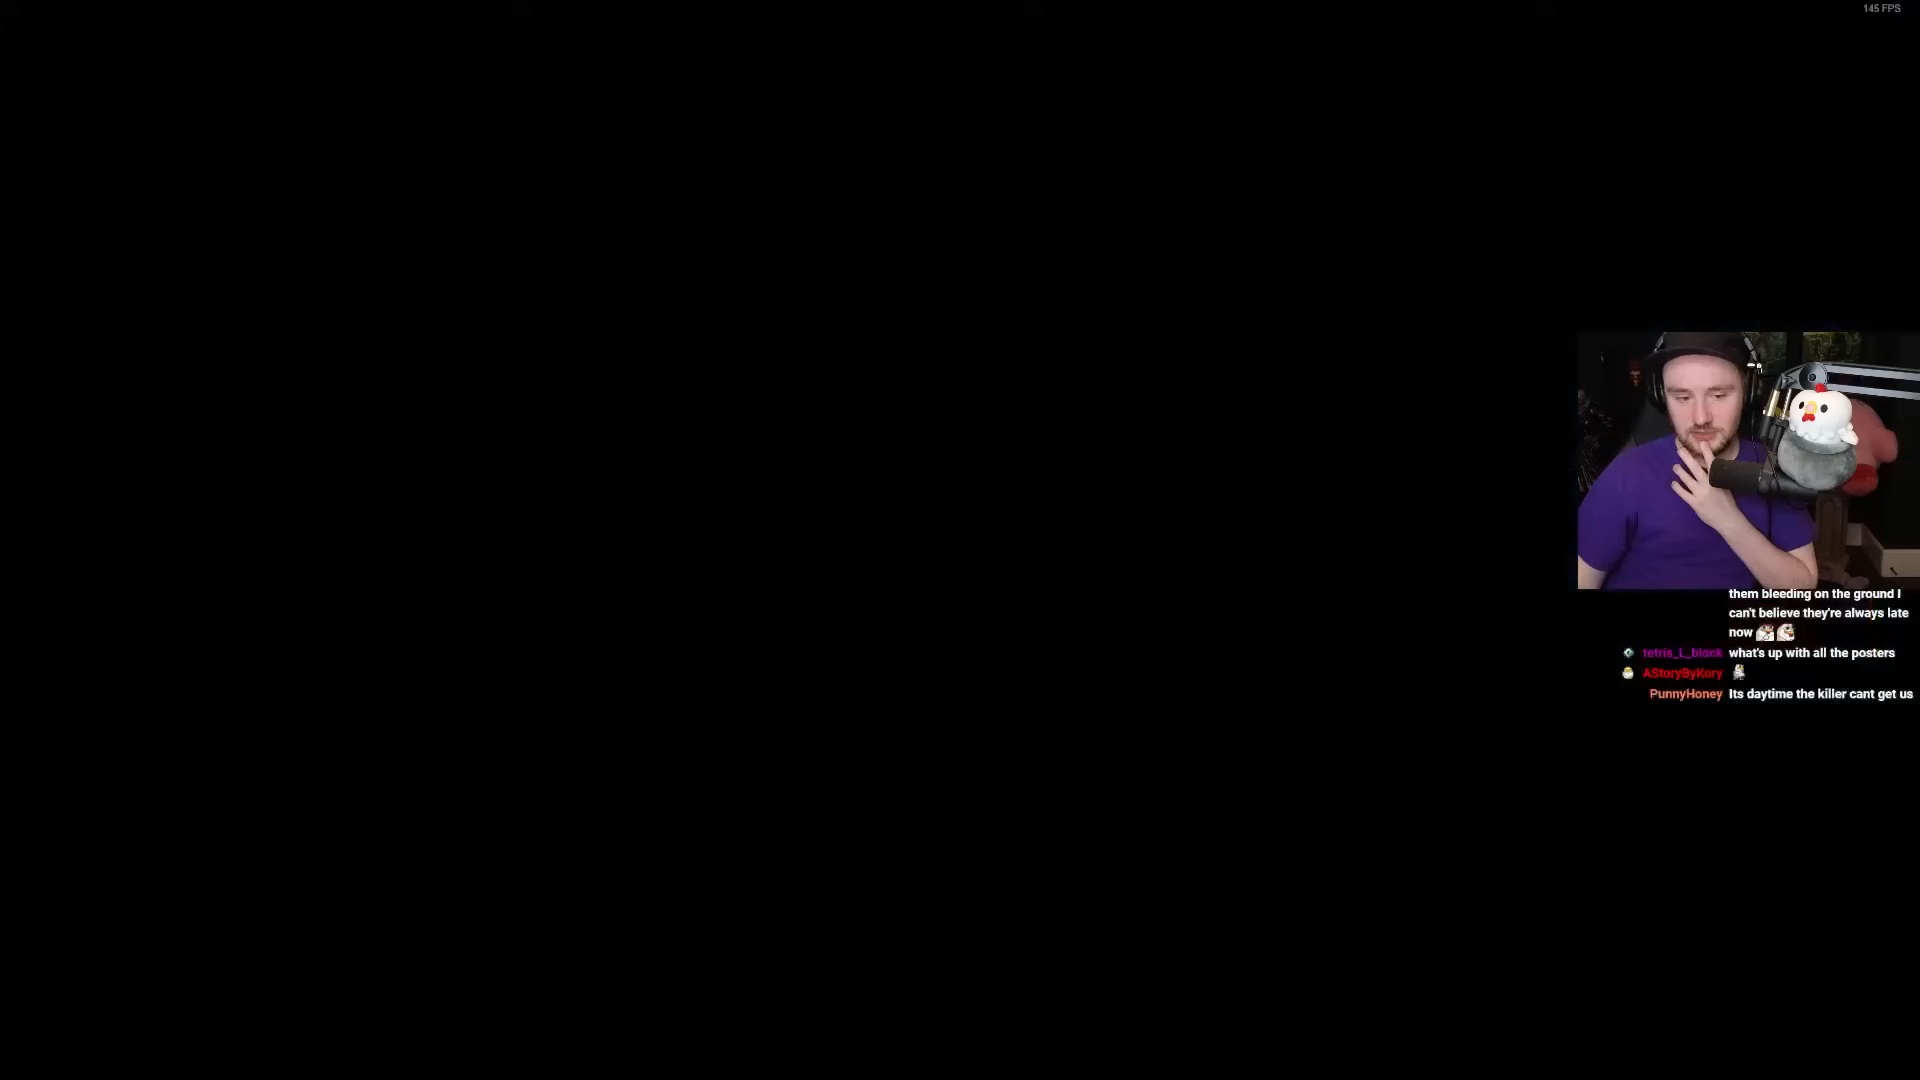 145 FPS
them bleeding on the ground I
can't believe they're always late
now
tetris_L_block what's up with all the posters
AStoryByKory
PunnyHoney Its daytime the killer cant get us